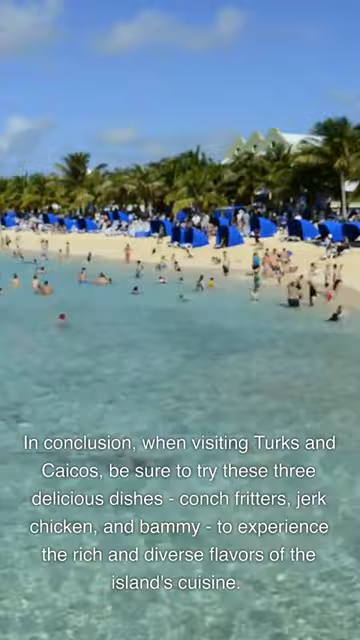 In conclusion, when visiting Turks and
Caicos, be sure to try these three
delicious dishes - conch fritters, jerk
chicken, and bammy - to experience
the rich and diverse flavors of the
island's cuisine.